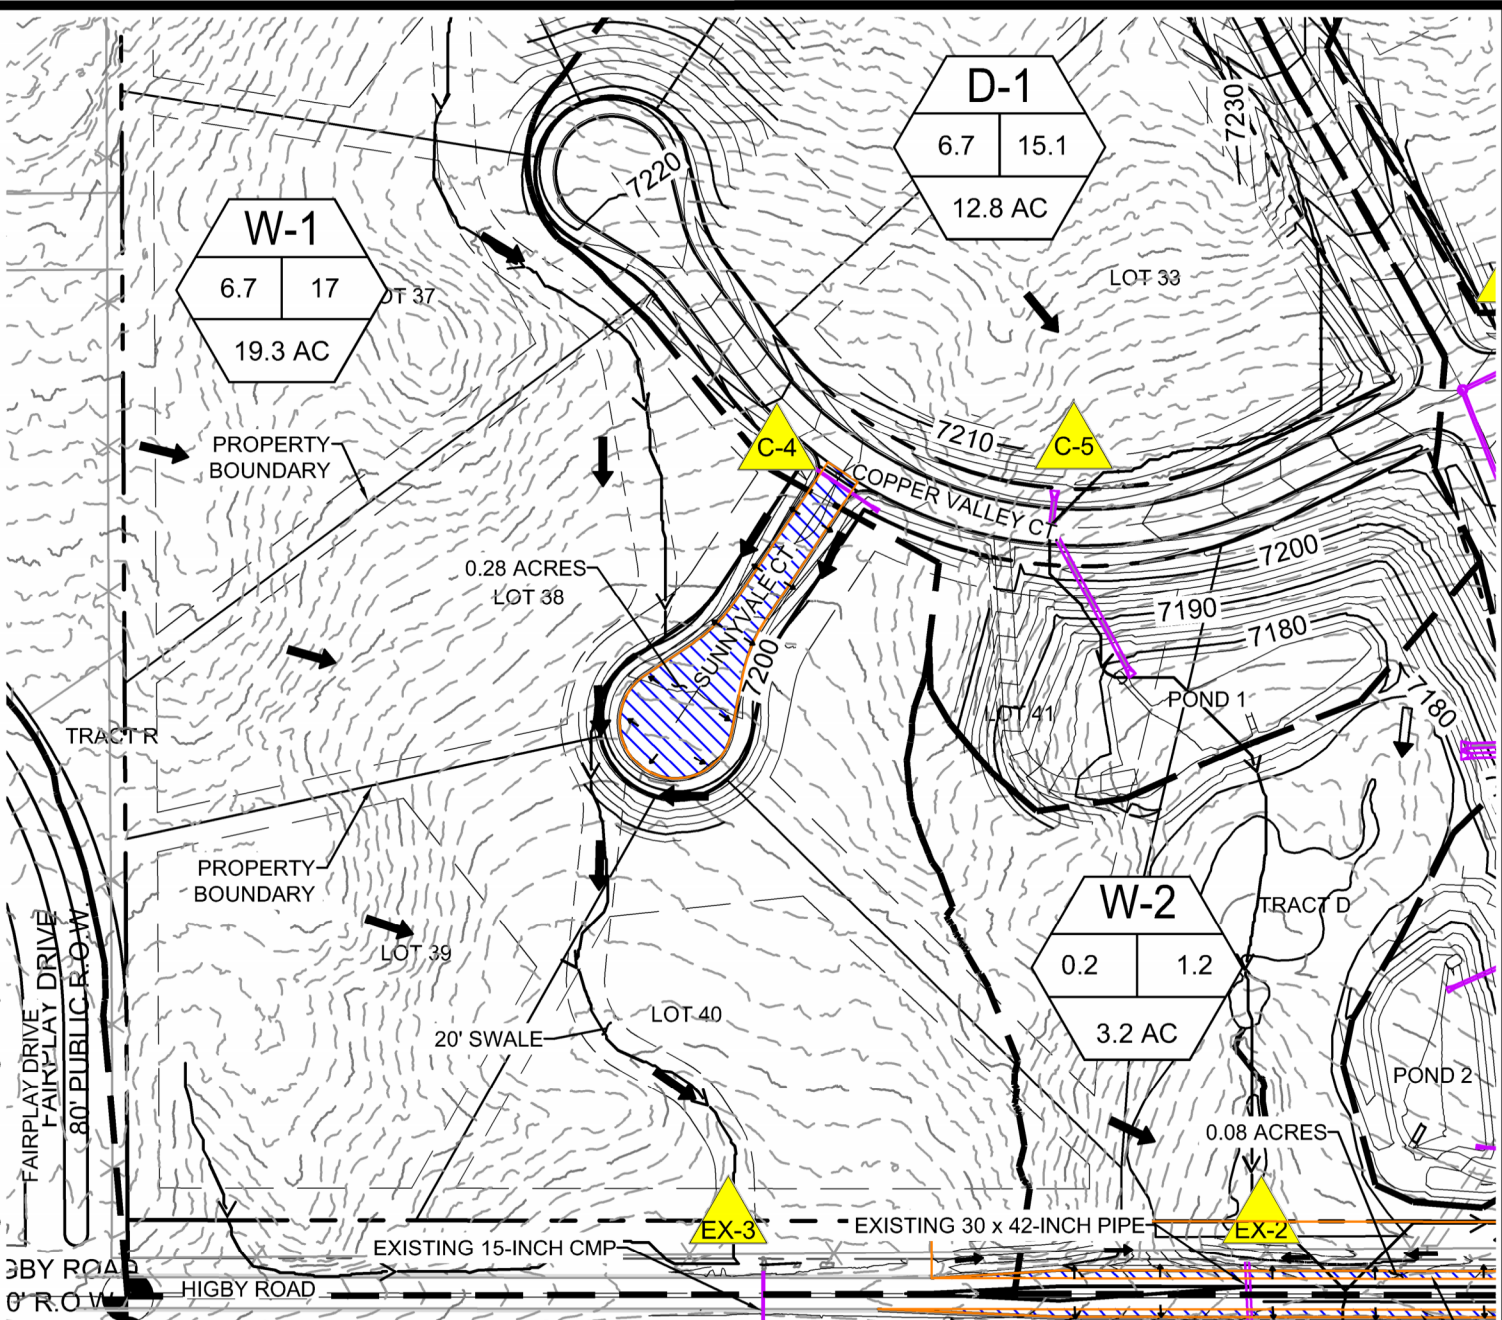 D-1
6.7 15.1
12.8 AC
7230
7220
W-1
6.7 17
19.3 AC
OT 37
LOT 33
PROPERTY
BOUNDARY
C-4
7210
C-5
COPPER VALLEY CT
7200
0.28 ACRES
LOT 38
SUNNYVALE CT
7200
7190
7180
7180
POND 1
LOT 41
TRACT R
PROPERTY
BOUNDARY
W-2
0.2 1.2
3.2 AC
TRACT D
LOT 39
LOT 40
20' SWALE
POND 2
0.08 ACRES
FAIRPLAY DRIVE
FAIRPLAY DRIVE
80' PUBLIC R.O.W.
EX-3
EXISTING 30 x 42-INCH PIPE
EX-2
EXISTING 15-INCH CMP
GBY ROAD
0' R.O.W.
HIGBY ROAD